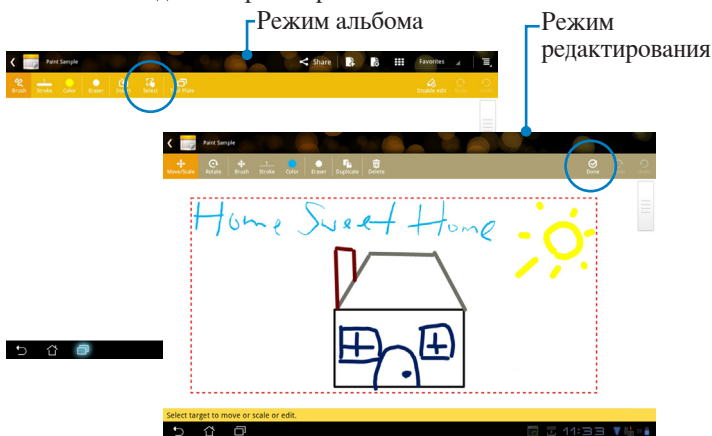 Режим альбома
Режим
редактирования
Paint Sample
Share
Favorites
Brush Stroke Color Eraser Select
Disable edit
Paint Sample
Move/Scale Rotate Brush Stroke Color Eraser Duplicate Delete
Done
Home Sweet Home
Select target to move or scale or edit.
11:33